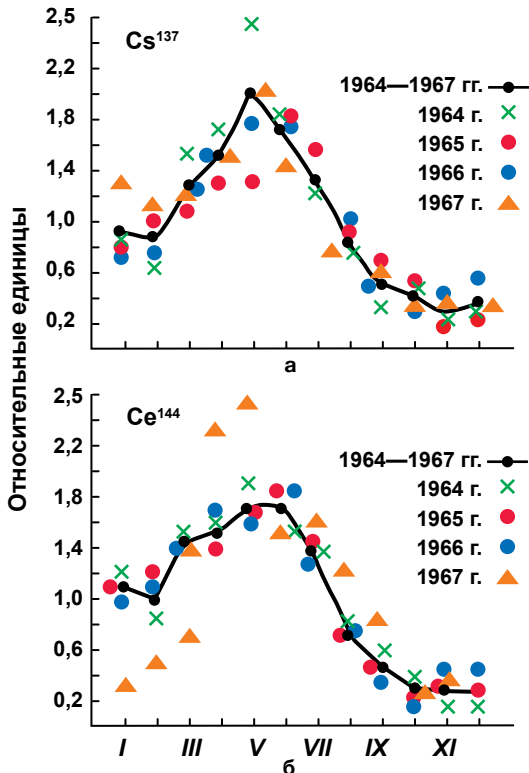 Относительные единицы
2,5
2,2
1,8
1,4
1,0
0,6
0,2
Cs¹³⁷
1964—1967 гг.
1964 г.
1965 г.
1966 г.
1967 г.
а
2,5
2,2
1,8
1,4
1,0
0,6
0,2
Ce¹⁴⁴
1964—1967 гг.
1964 г.
1965 г.
1966 г.
1967 г.
I III V VII IX XI
б